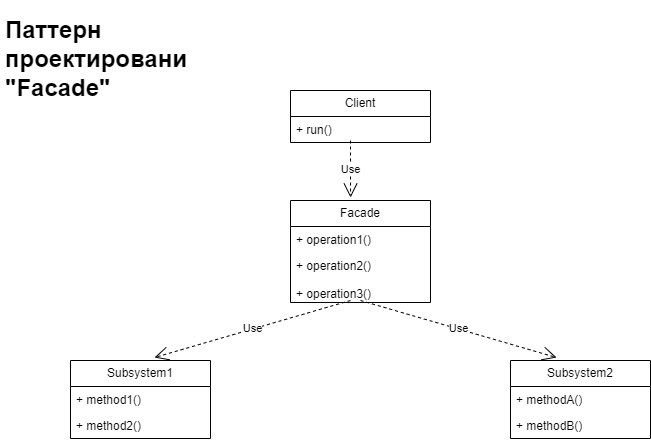 Паттерн
проектировани
"Facade"
Client
+ run()
Use
Facade
+ operation1()
+ operation2()
+ operation3()
Use
Use
Subsystem1
+ method1()
+ method2()
Subsystem2
+ methodA()
+ methodB()